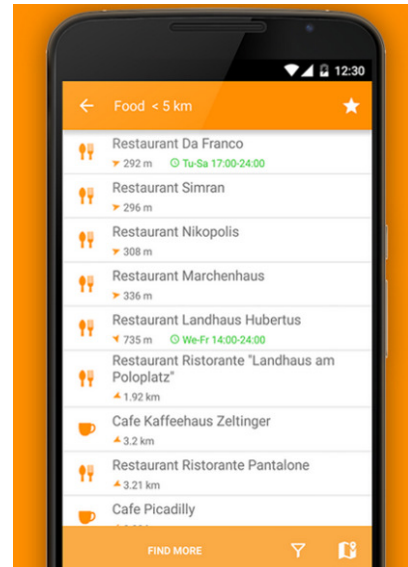 12:30
Food < 5 km
Restaurant Da Franco
292 m Tu-Sa 17:00-24:00
Restaurant Simran
296 m
Restaurant Nikopolis
308 m
Restaurant Marchenhaus
336 m
Restaurant Landhaus Hubertus
735 m We-Fr 14:00-24:00
Restaurant Ristorante "Landhaus am
Poloplatz"
1.92 km
Cafe Kaffeehaus Zeltinger
3.2 km
Restaurant Ristorante Pantalone
3.21 km
Cafe Picadilly
FIND MORE